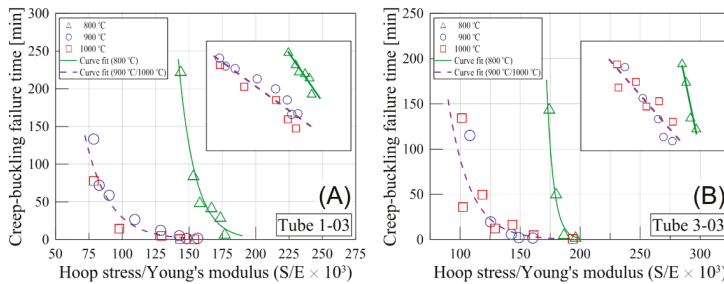 300
250
200
150
100
50
0
50 75 100 125 150 175 200 225 250 275
Creep-buckling failure time [min]
Hoop stress/Young's modulus (S/E × 10³)
800 °C
900 °C
1000 °C
Curve fit (800 °C)
Curve fit (900 °C/1000 °C)
(A)
Tube 1-03
250
200
150
100
50
0
50 100 150 200 250 300
Creep-buckling failure time [min]
Hoop stress/Young's modulus (S/E × 10³)
800 °C
900 °C
1000 °C
Curve fit (800 °C)
Curve fit (900 °C/1000 °C)
(B)
Tube 3-03